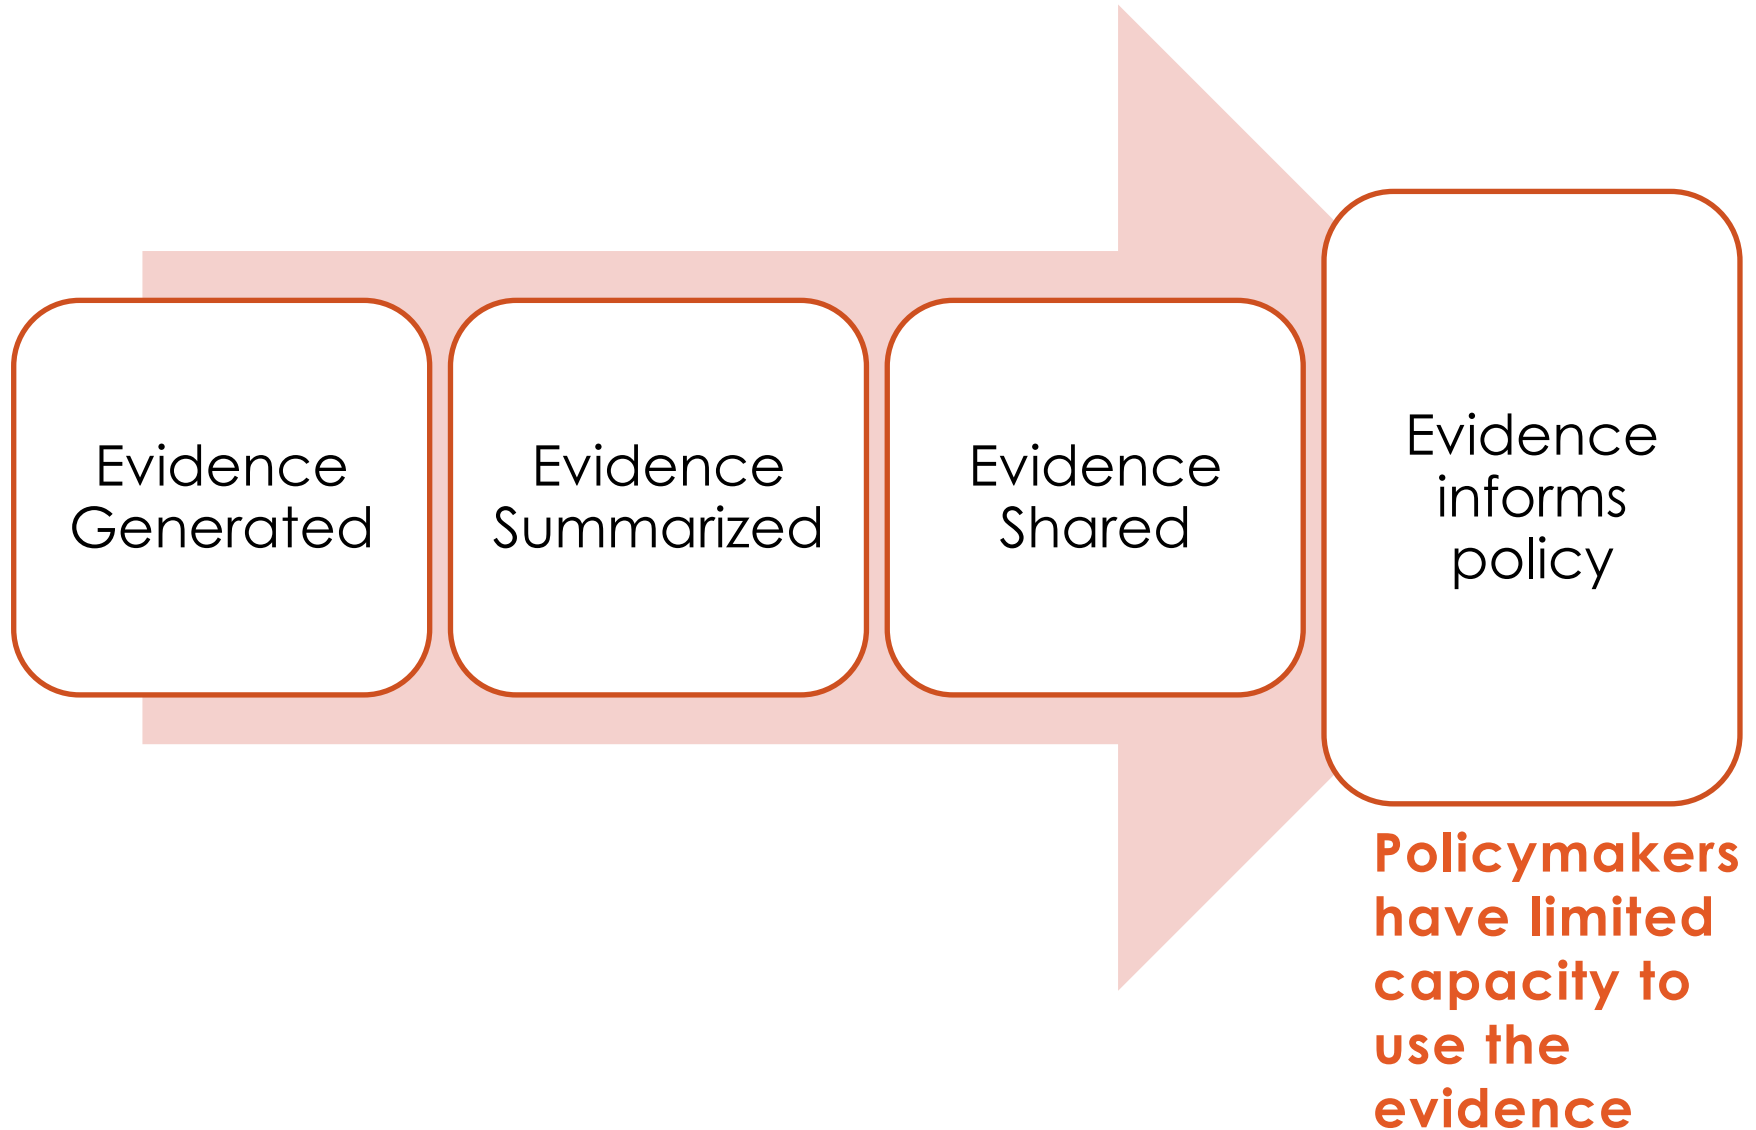 Evidence
Generated
Evidence
Summarized
Evidence
Shared
Evidence
informs
policy
Policymakers
have limited
capacity to
use the
evidence